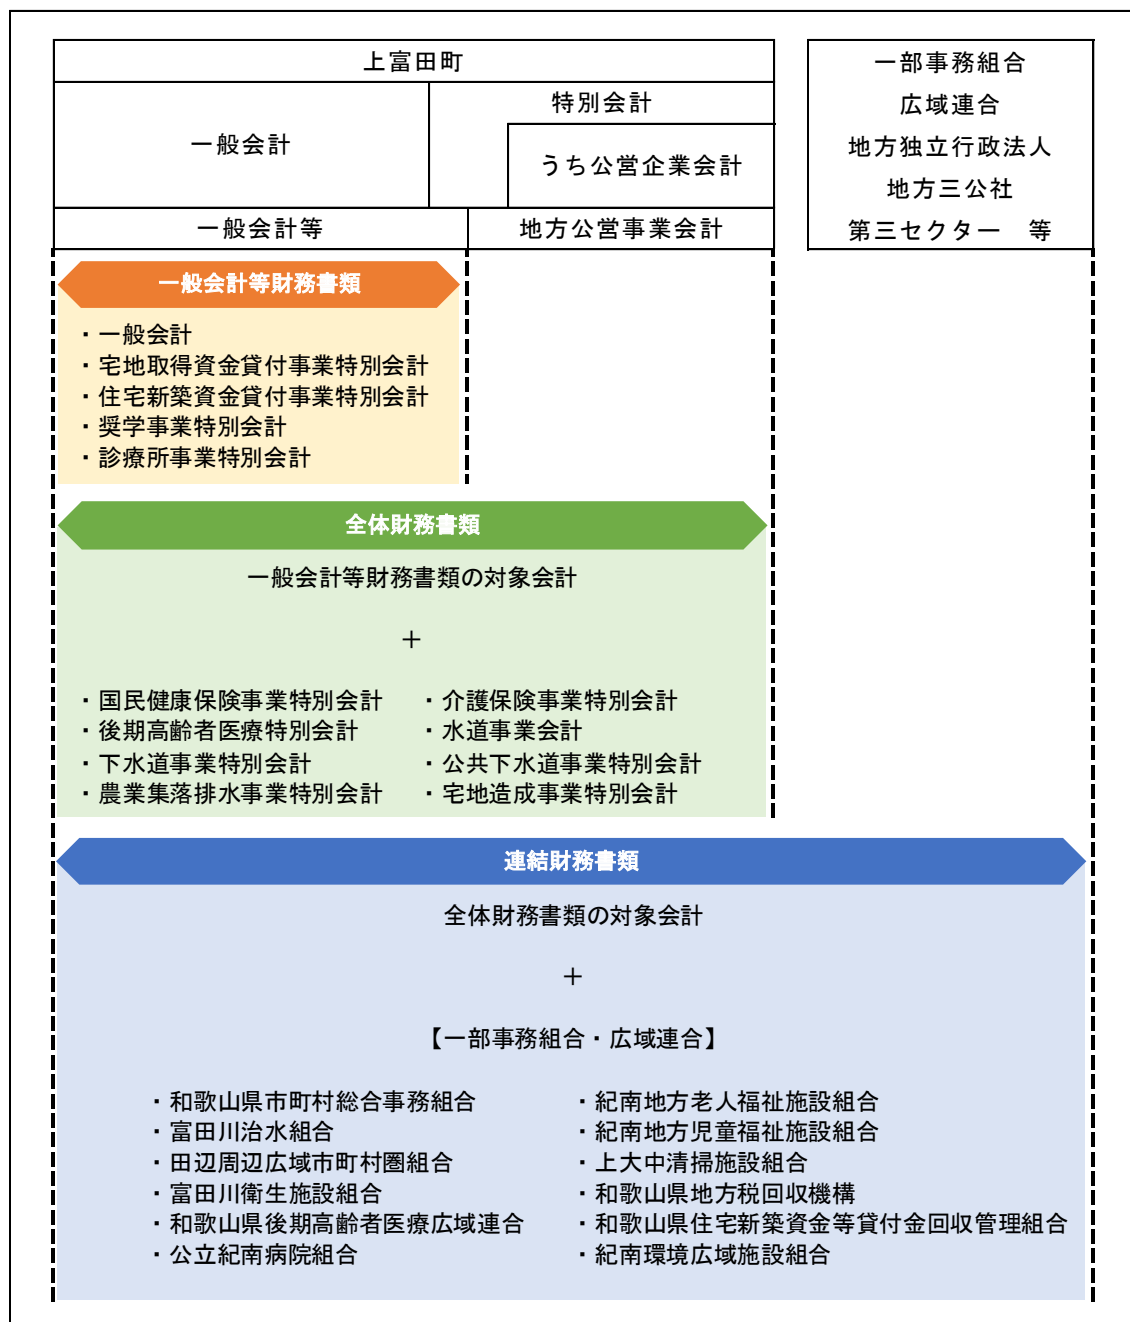 上富田町
一般会計
特別会計
うち公営企業会計
一般会計等
地方公営事業会計
一部事務組合
広域連合
地方独立行政法人
地方三公社
第三セクター　等
一般会計等財務書類
・一般会計
・宅地取得資金貸付事業特別会計
・住宅新築資金貸付事業特別会計
・奨学事業特別会計
・診療所事業特別会計
全体財務書類
一般会計等財務書類の対象会計
＋
・国民健康保険事業特別会計
・後期高齢者医療特別会計
・下水道事業特別会計
・農業集落排水事業特別会計
・介護保険事業特別会計
・水道事業会計
・公共下水道事業特別会計
・宅地造成事業特別会計
連結財務書類
全体財務書類の対象会計
＋
【一部事務組合・広域連合】
・和歌山県市町村総合事務組合
・富田川治水組合
・田辺周辺広域市町村圏組合
・富田川衛生施設組合
・和歌山県後期高齢者医療広域連合
・公立紀南病院組合
・紀南地方老人福祉施設組合
・紀南地方児童福祉施設組合
・上大中清掃施設組合
・和歌山県地方税回収機構
・和歌山県住宅新築資金等貸付金回収管理組合
・紀南環境広域施設組合